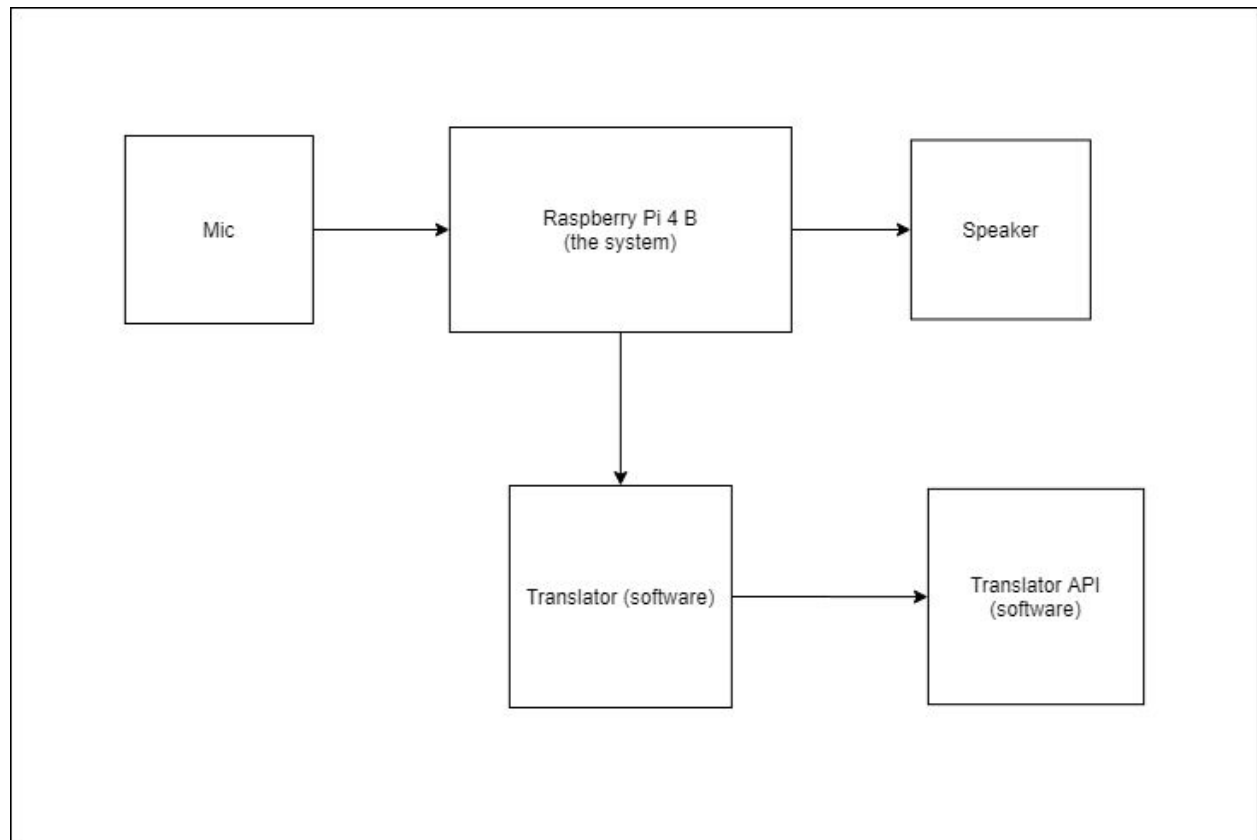 Mic
Raspberry Pi 4 B
(the system)
Speaker
Translator (software)
Translator API
(software)